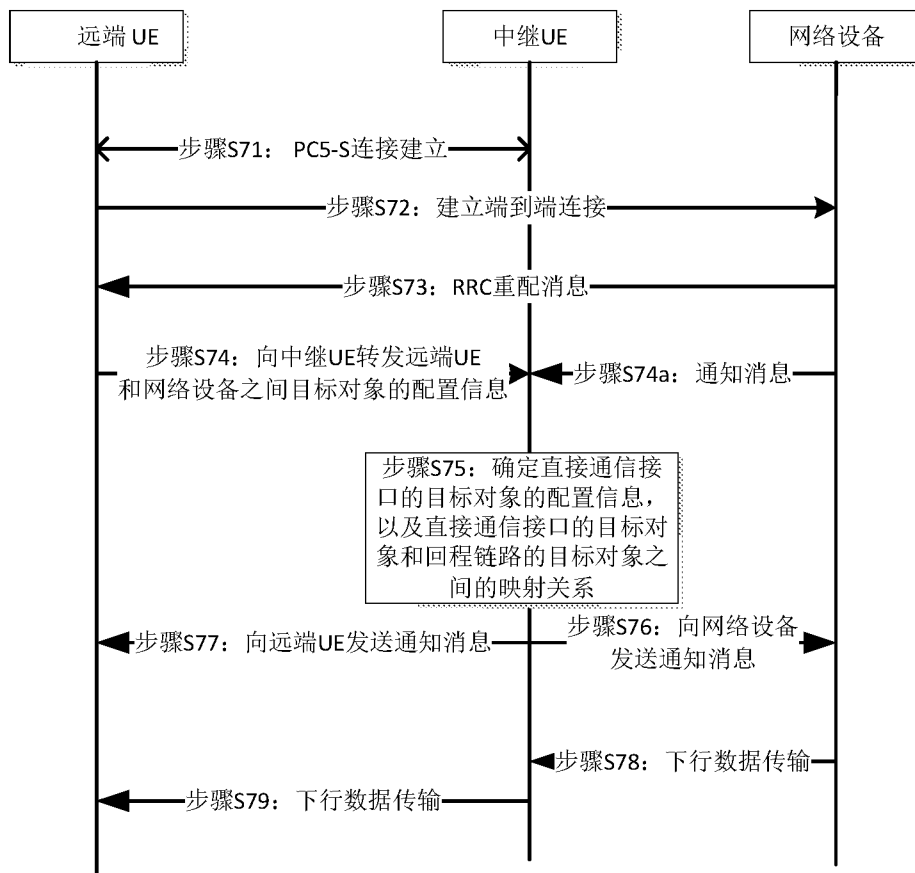 远端 UE
中继UE
网络设备
步骤S71： PC5-S连接建立
步骤S72：建立端到端连接
步骤S73：RRC重配消息
步骤S74：向中继UE转发远端UE
和网络设备之间目标对象的配置信息
步骤S74a：通知消息
步骤S75：确定直接通信接
口的目标对象的配置信息，
以及直接通信接口的目标对
象和回程链路的目标对象之
间的映射关系
步骤S77：向远端UE发送通知消息
步骤S76：向网络设备
发送通知消息
步骤S78：下行数据传输
步骤S79：下行数据传输